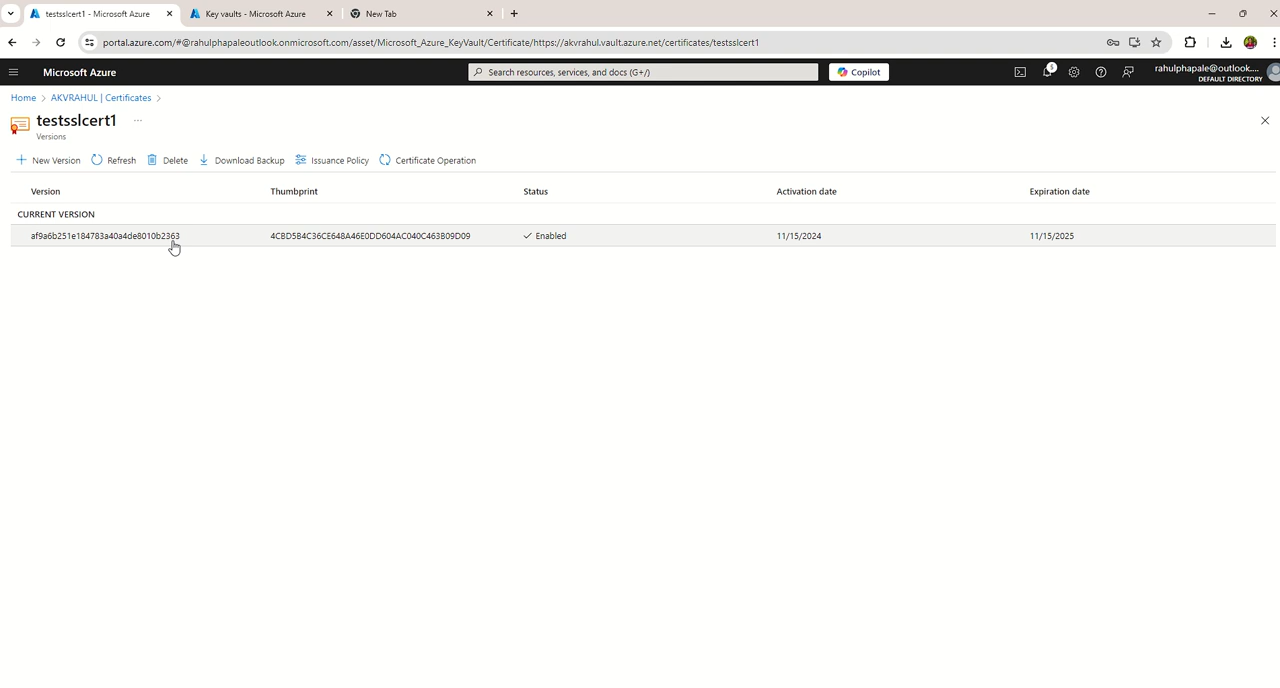 testsslcert1 - Microsoft Azure Key vaults - Microsoft Azure New Tab
portal.azure.com/#@rahulphapaleoutlook.onmicrosoft.com/asset/Microsoft_Azure_KeyVault/Certificate/https://akvrahul.vault.azure.net/certificates/testsslcert1
Microsoft Azure Search resources, services, and docs (G+/) Copilot 5 rahulphapale@outlook....
DEFAULT DIRECTORY
Home > AKVRAHUL | Certificates >
testsslcert1 ...
Versions
New Version Refresh Delete Download Backup Issuance Policy Certificate Operation
Version Thumbprint Status Activation date Expiration date
CURRENT VERSION
af9a6b251e184783a40a4de8010b2363 4CBD5B4C36CE648A46E0DD604AC040C463B09D09 Enabled 11/15/2024 11/15/2025